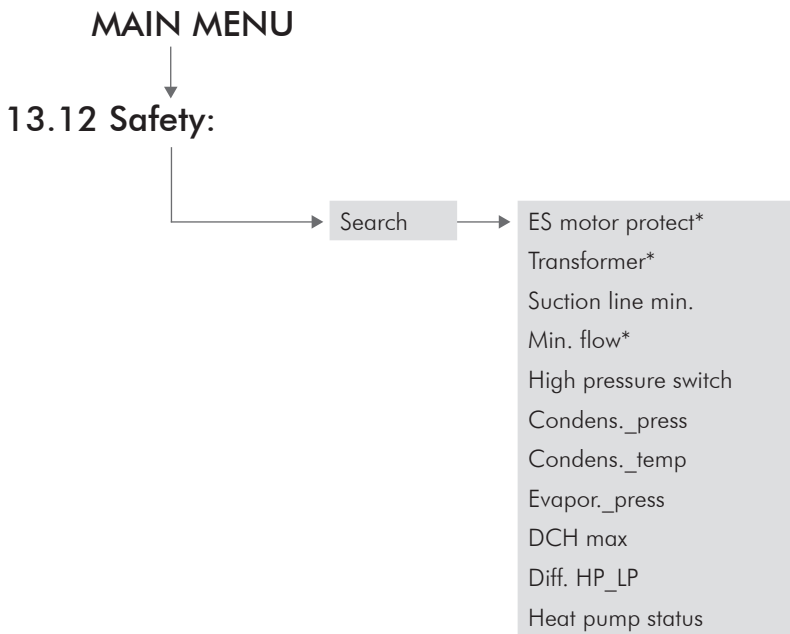 MAIN MENU
13.12 Safety:
Search
ES motor protect*
Transformer*
Suction line min.
Min. flow*
High pressure switch
Condens._press
Condens._temp
Evapor._press
DCH max
Diff. HP_LP
Heat pump status